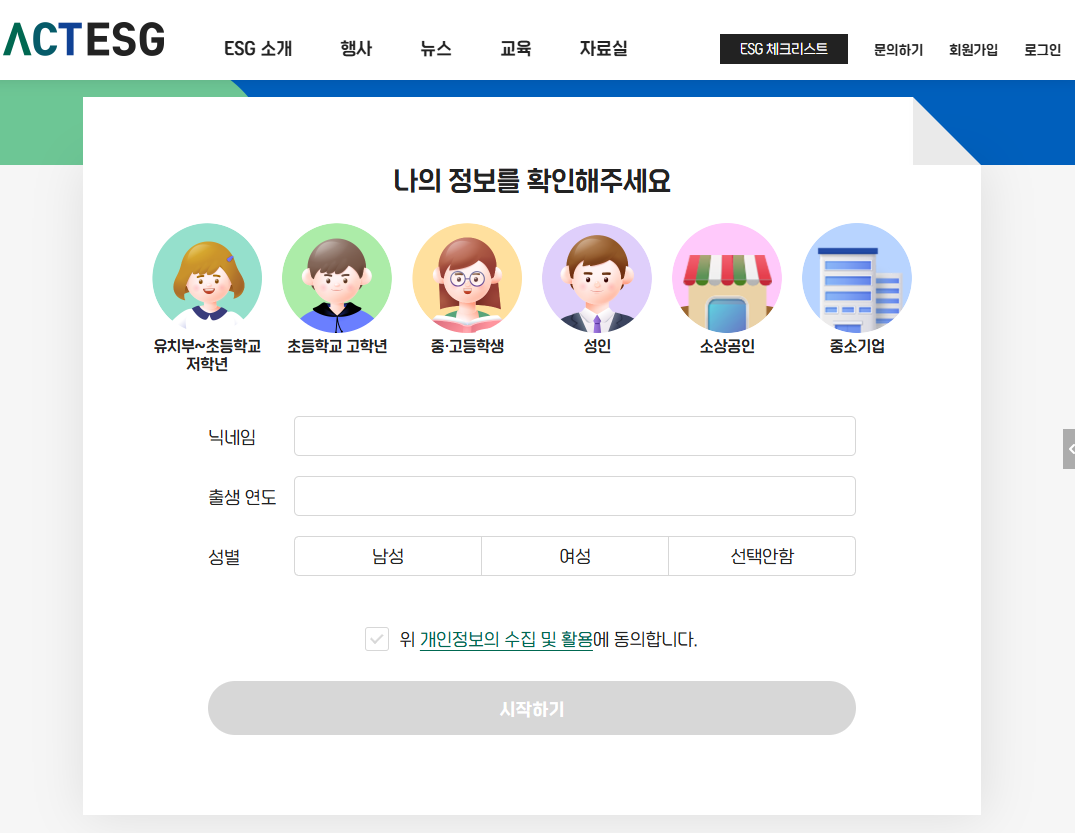 ACTESG
ESG 소개 행사 뉴스 교육 자료실 ESG 체크리스트 문의하기 회원가입 로그인
나의 정보를 확인해주세요
유치부~초등학교 저학년
초등학교 고학년
중·고등학생
성인
소상공인
중소기업
닉네임
출생 연도
성별 남성 여성 선택안함
위 개인정보의 수집 및 활용에 동의합니다.
시작하기